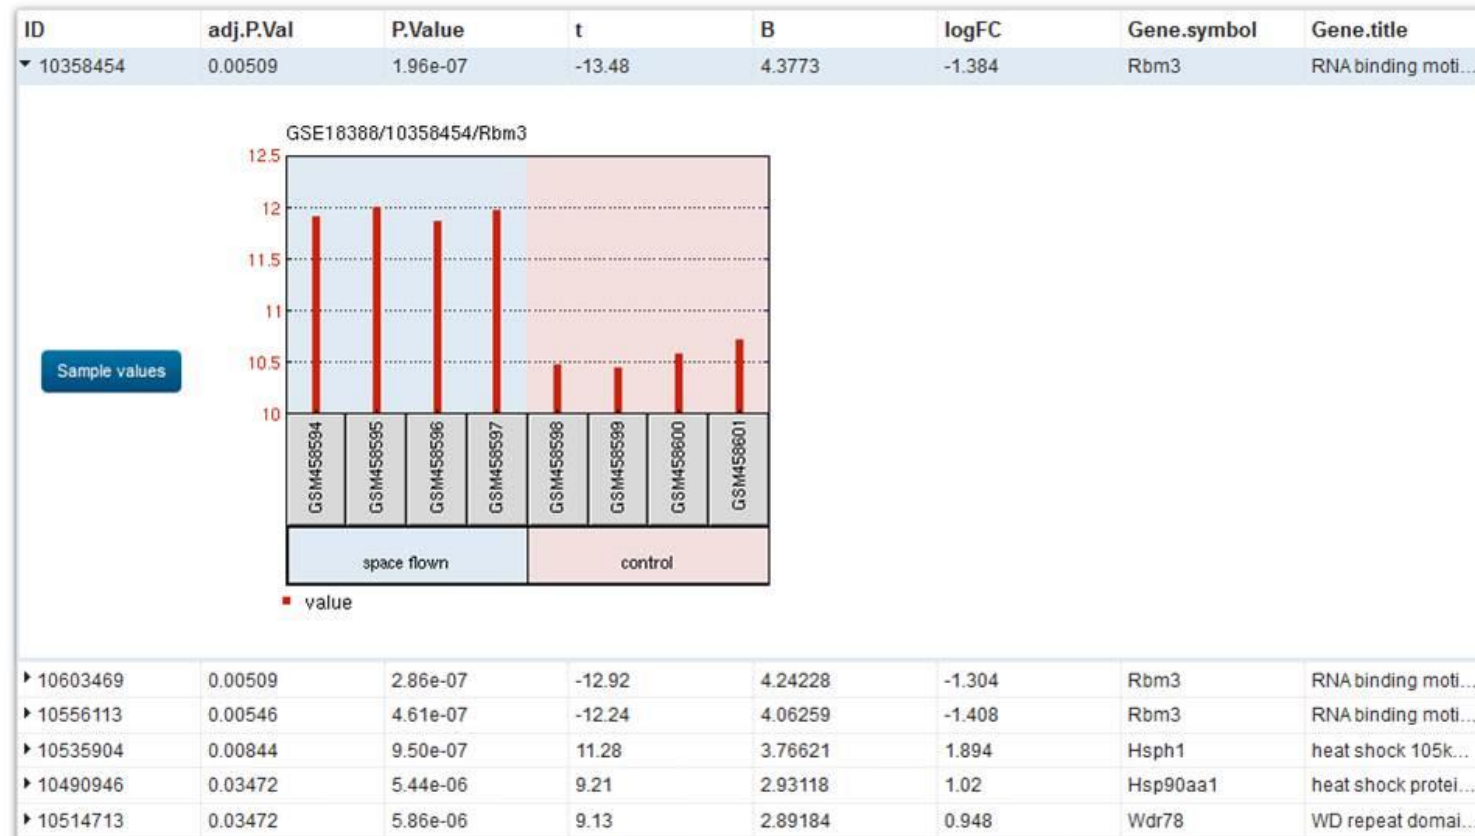 ID adj.P.Val P.Value t B logFC Gene.symbol Gene.title
10358454 0.00509 1.96e-07 -13.48 4.3773 -1.384 Rbm3 RNA binding moti...
GSE18388/10358454/Rbm3
12.5
12
11.5
11
10.5
10
Sample values
GSM458594 GSM458595 GSM458596 GSM458597 GSM458598 GSM458599 GSM458600 GSM458601
space flown control
value
10603469 0.00509 2.86e-07 -12.92 4.24228 -1.304 Rbm3 RNA binding moti...
10556113 0.00546 4.61e-07 -12.24 4.06259 -1.408 Rbm3 RNA binding moti...
10535904 0.00844 9.50e-07 11.28 3.76621 1.894 Hsph1 heat shock 105k...
10490946 0.03472 5.44e-06 9.21 2.93118 1.02 Hsp90aa1 heat shock protei...
10514713 0.03472 5.86e-06 9.13 2.89184 0.948 Wdr78 WD repeat domai...